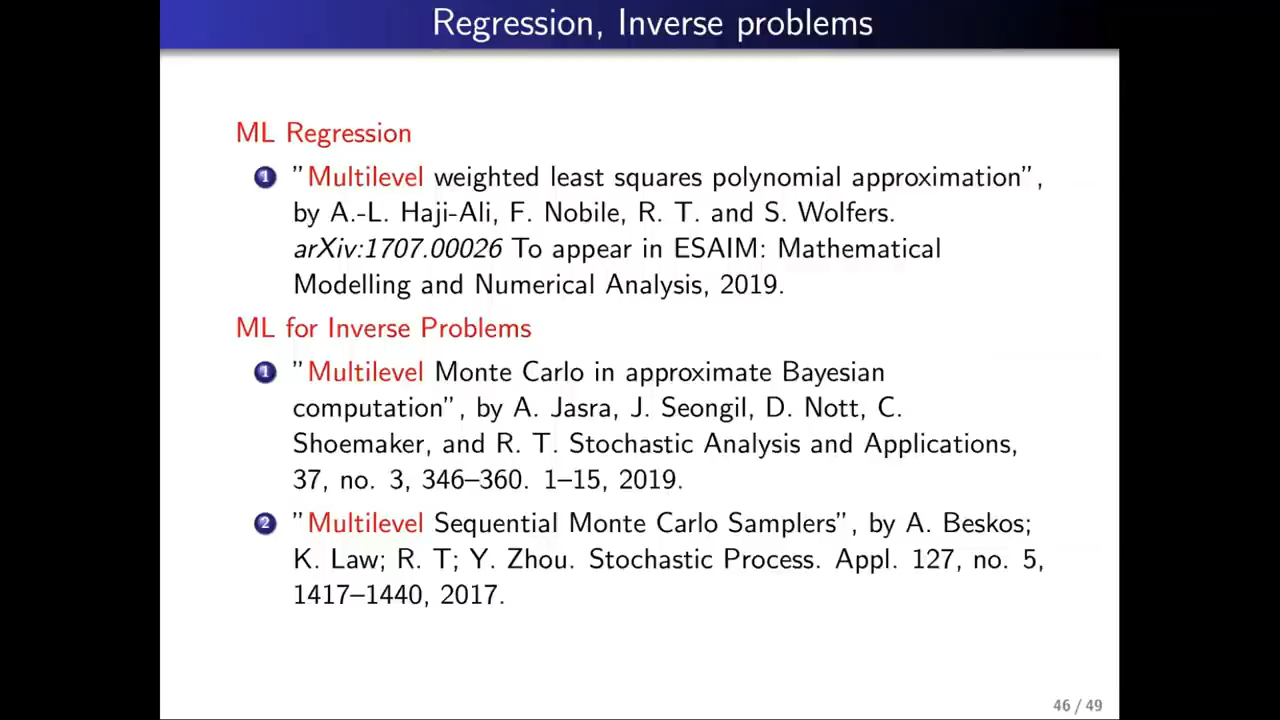 Regression, Inverse problems
ML Regression
1 ”Multilevel weighted least squares polynomial approximation”,
by A.-L. Haji-Ali, F. Nobile, R. T. and S. Wolfers.
arXiv:1707.00026 To appear in ESAIM: Mathematical
Modelling and Numerical Analysis, 2019.
ML for Inverse Problems
1 ”Multilevel Monte Carlo in approximate Bayesian
computation”, by A. Jasra, J. Seongil, D. Nott, C.
Shoemaker, and R. T. Stochastic Analysis and Applications,
37, no. 3, 346–360. 1–15, 2019.
2 ”Multilevel Sequential Monte Carlo Samplers”, by A. Beskos;
K. Law; R. T; Y. Zhou. Stochastic Process. Appl. 127, no. 5,
1417–1440, 2017.
46 / 49